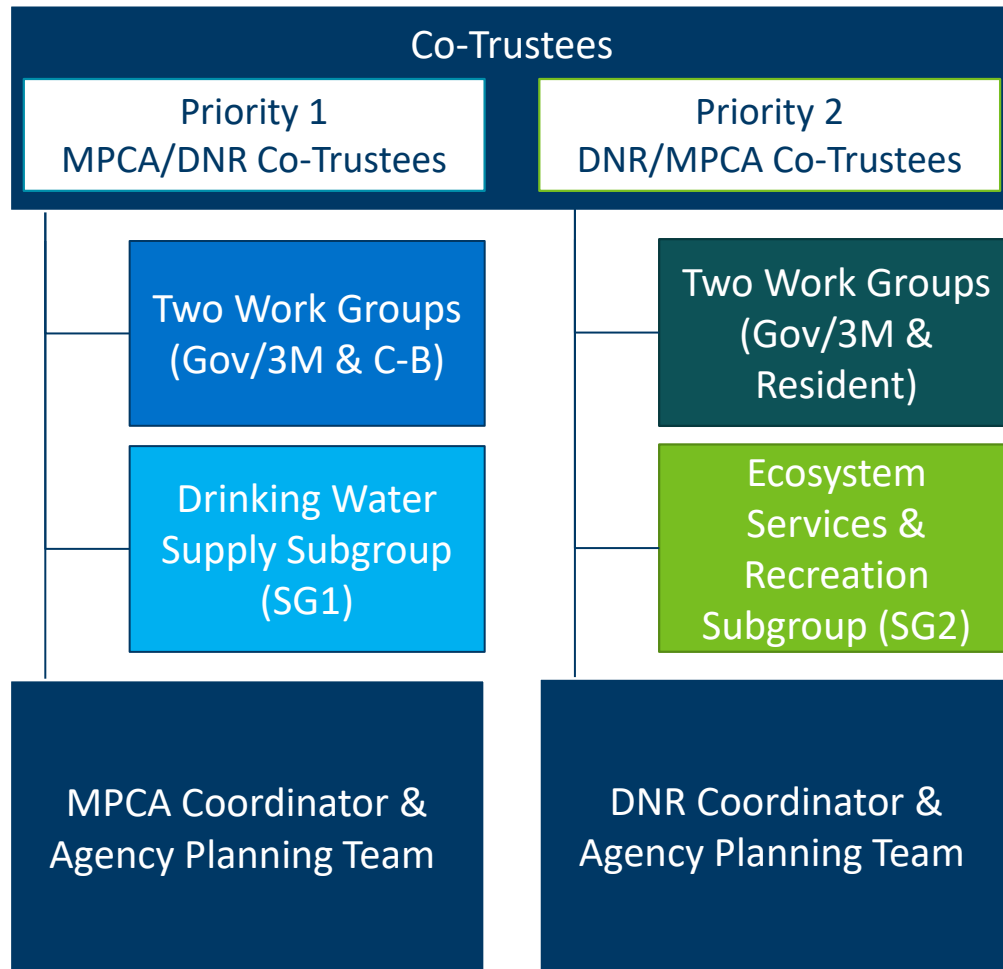 Co-Trustees
Priority 1
MPCA/DNR Co-Trustees
Priority 2
DNR/MPCA Co-Trustees
Two Work Groups
(Gov/3M & C-B)
Two Work Groups
(Gov/3M &
Resident)
Drinking Water
Supply Subgroup
(SG1)
Ecosystem
Services &
Recreation
Subgroup (SG2)
MPCA Coordinator &
Agency Planning Team
DNR Coordinator &
Agency Planning Team